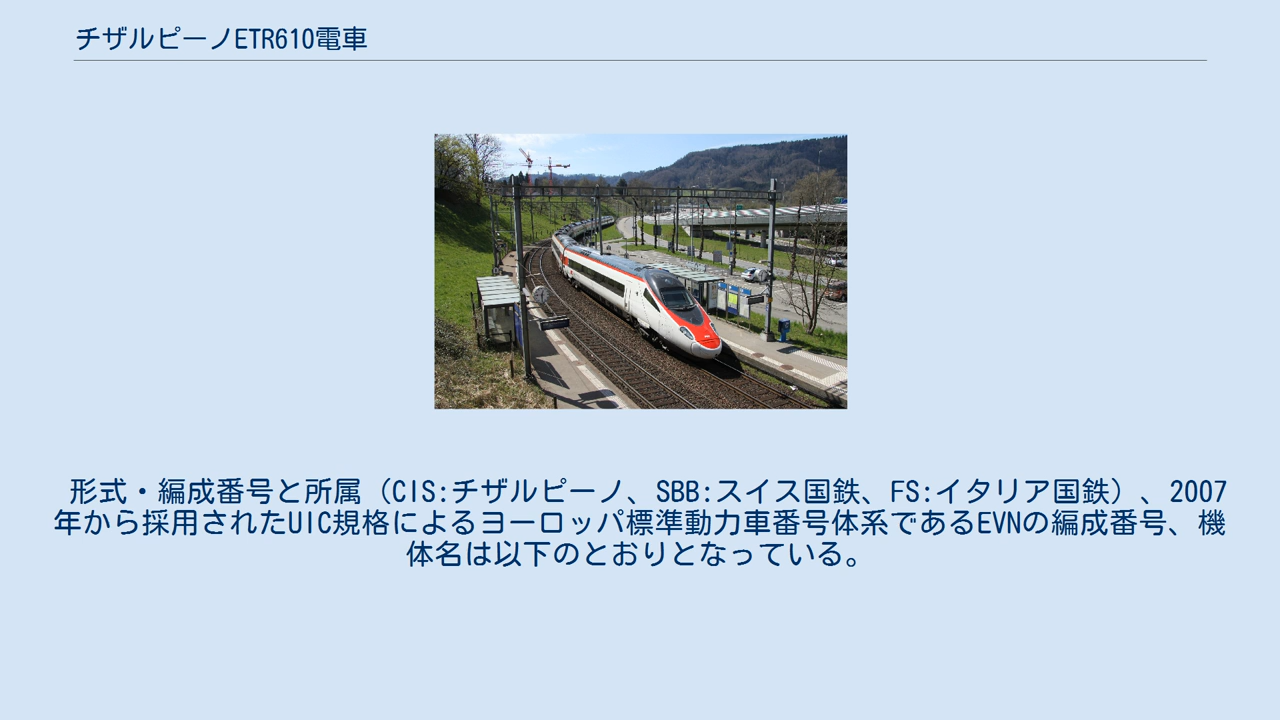 チザルピーノETR610電車
形式・編成番号と所属（CIS:チザルピーノ、SBB:スイス国鉄、FS:イタリア国鉄）、2007
年から採用されたUIC規格によるヨーロッパ標準動力車番号体系であるEVNの編成番号、機
体名は以下のとおりとなっている。